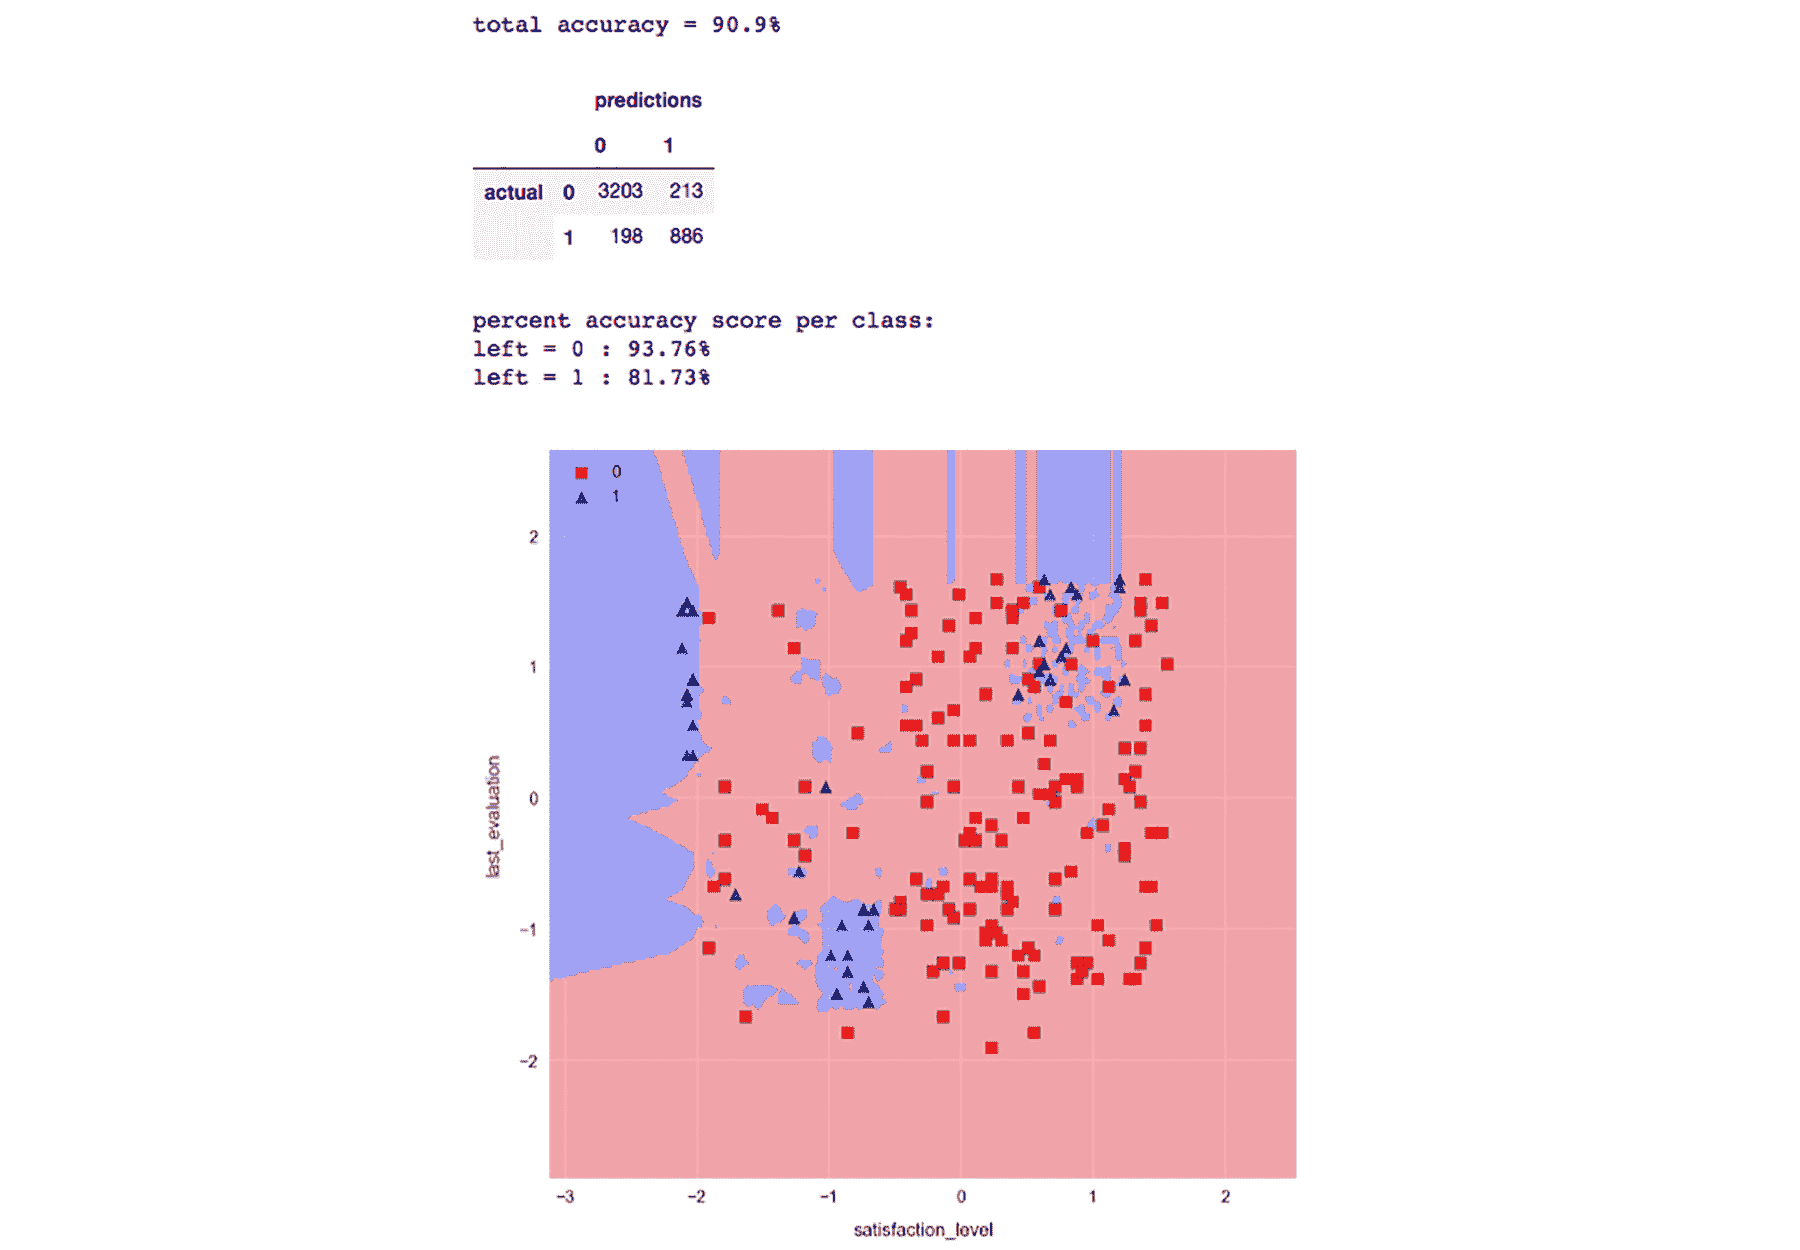 total accuracy = 90.9%
predictions
0 1
actual 0 3203 213
1 198 886
percent accuracy score per class:
left = 0 : 93.76%
left = 1 : 81.73%
0
1
2
1
0
−1
−2
last_evaluation
−3 −2 −1 0 1 2
satisfaction_level